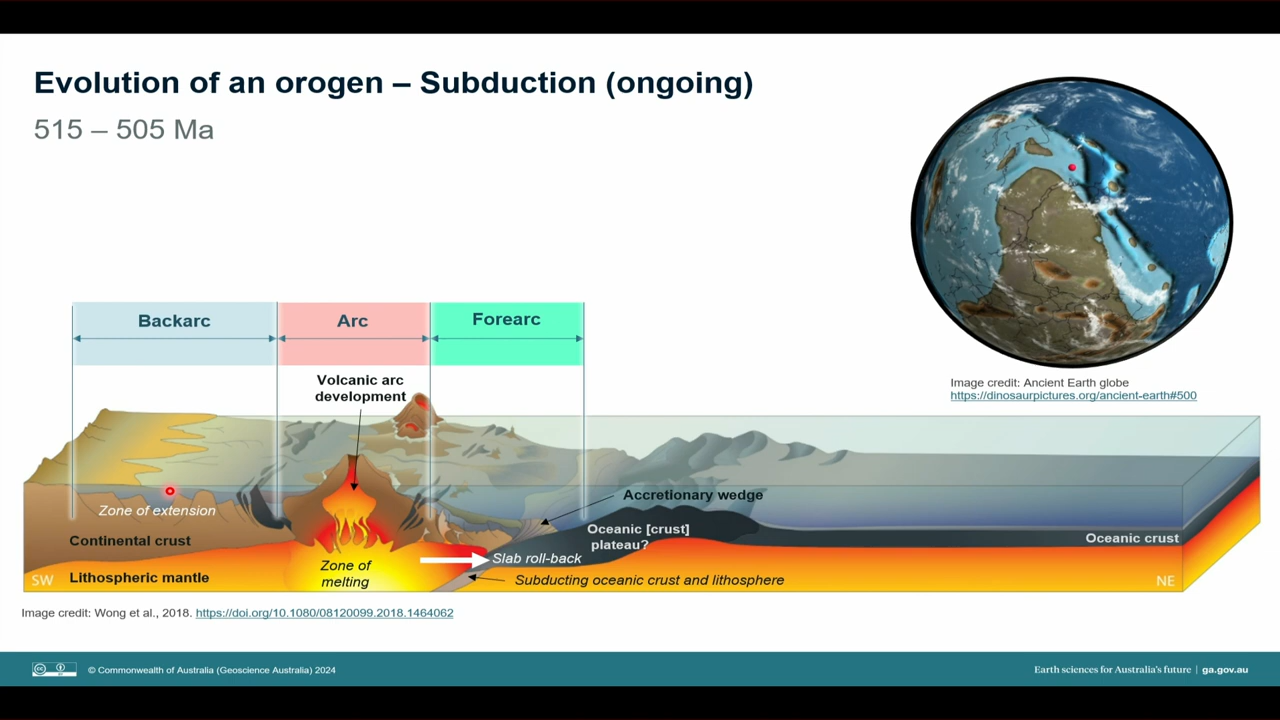 Evolution of an orogen – Subduction (ongoing)
515 – 505 Ma
Image credit: Ancient Earth globe
https://dinosaurpictures.org/ancient-earth#500
Backarc
Arc
Forearc
Volcanic arc
development
Accretionary wedge
Zone of extension
Oceanic [crust]
plateau?
Continental crust
Oceanic crust
Slab roll-back
Zone of
melting
SW
Lithospheric mantle
Subducting oceanic crust and lithosphere
NE
Image credit: Wong et al., 2018. https://doi.org/10.1080/08120099.2018.1464062
cc BY © Commonwealth of Australia (Geoscience Australia) 2024
Earth sciences for Australia's future | ga.gov.au